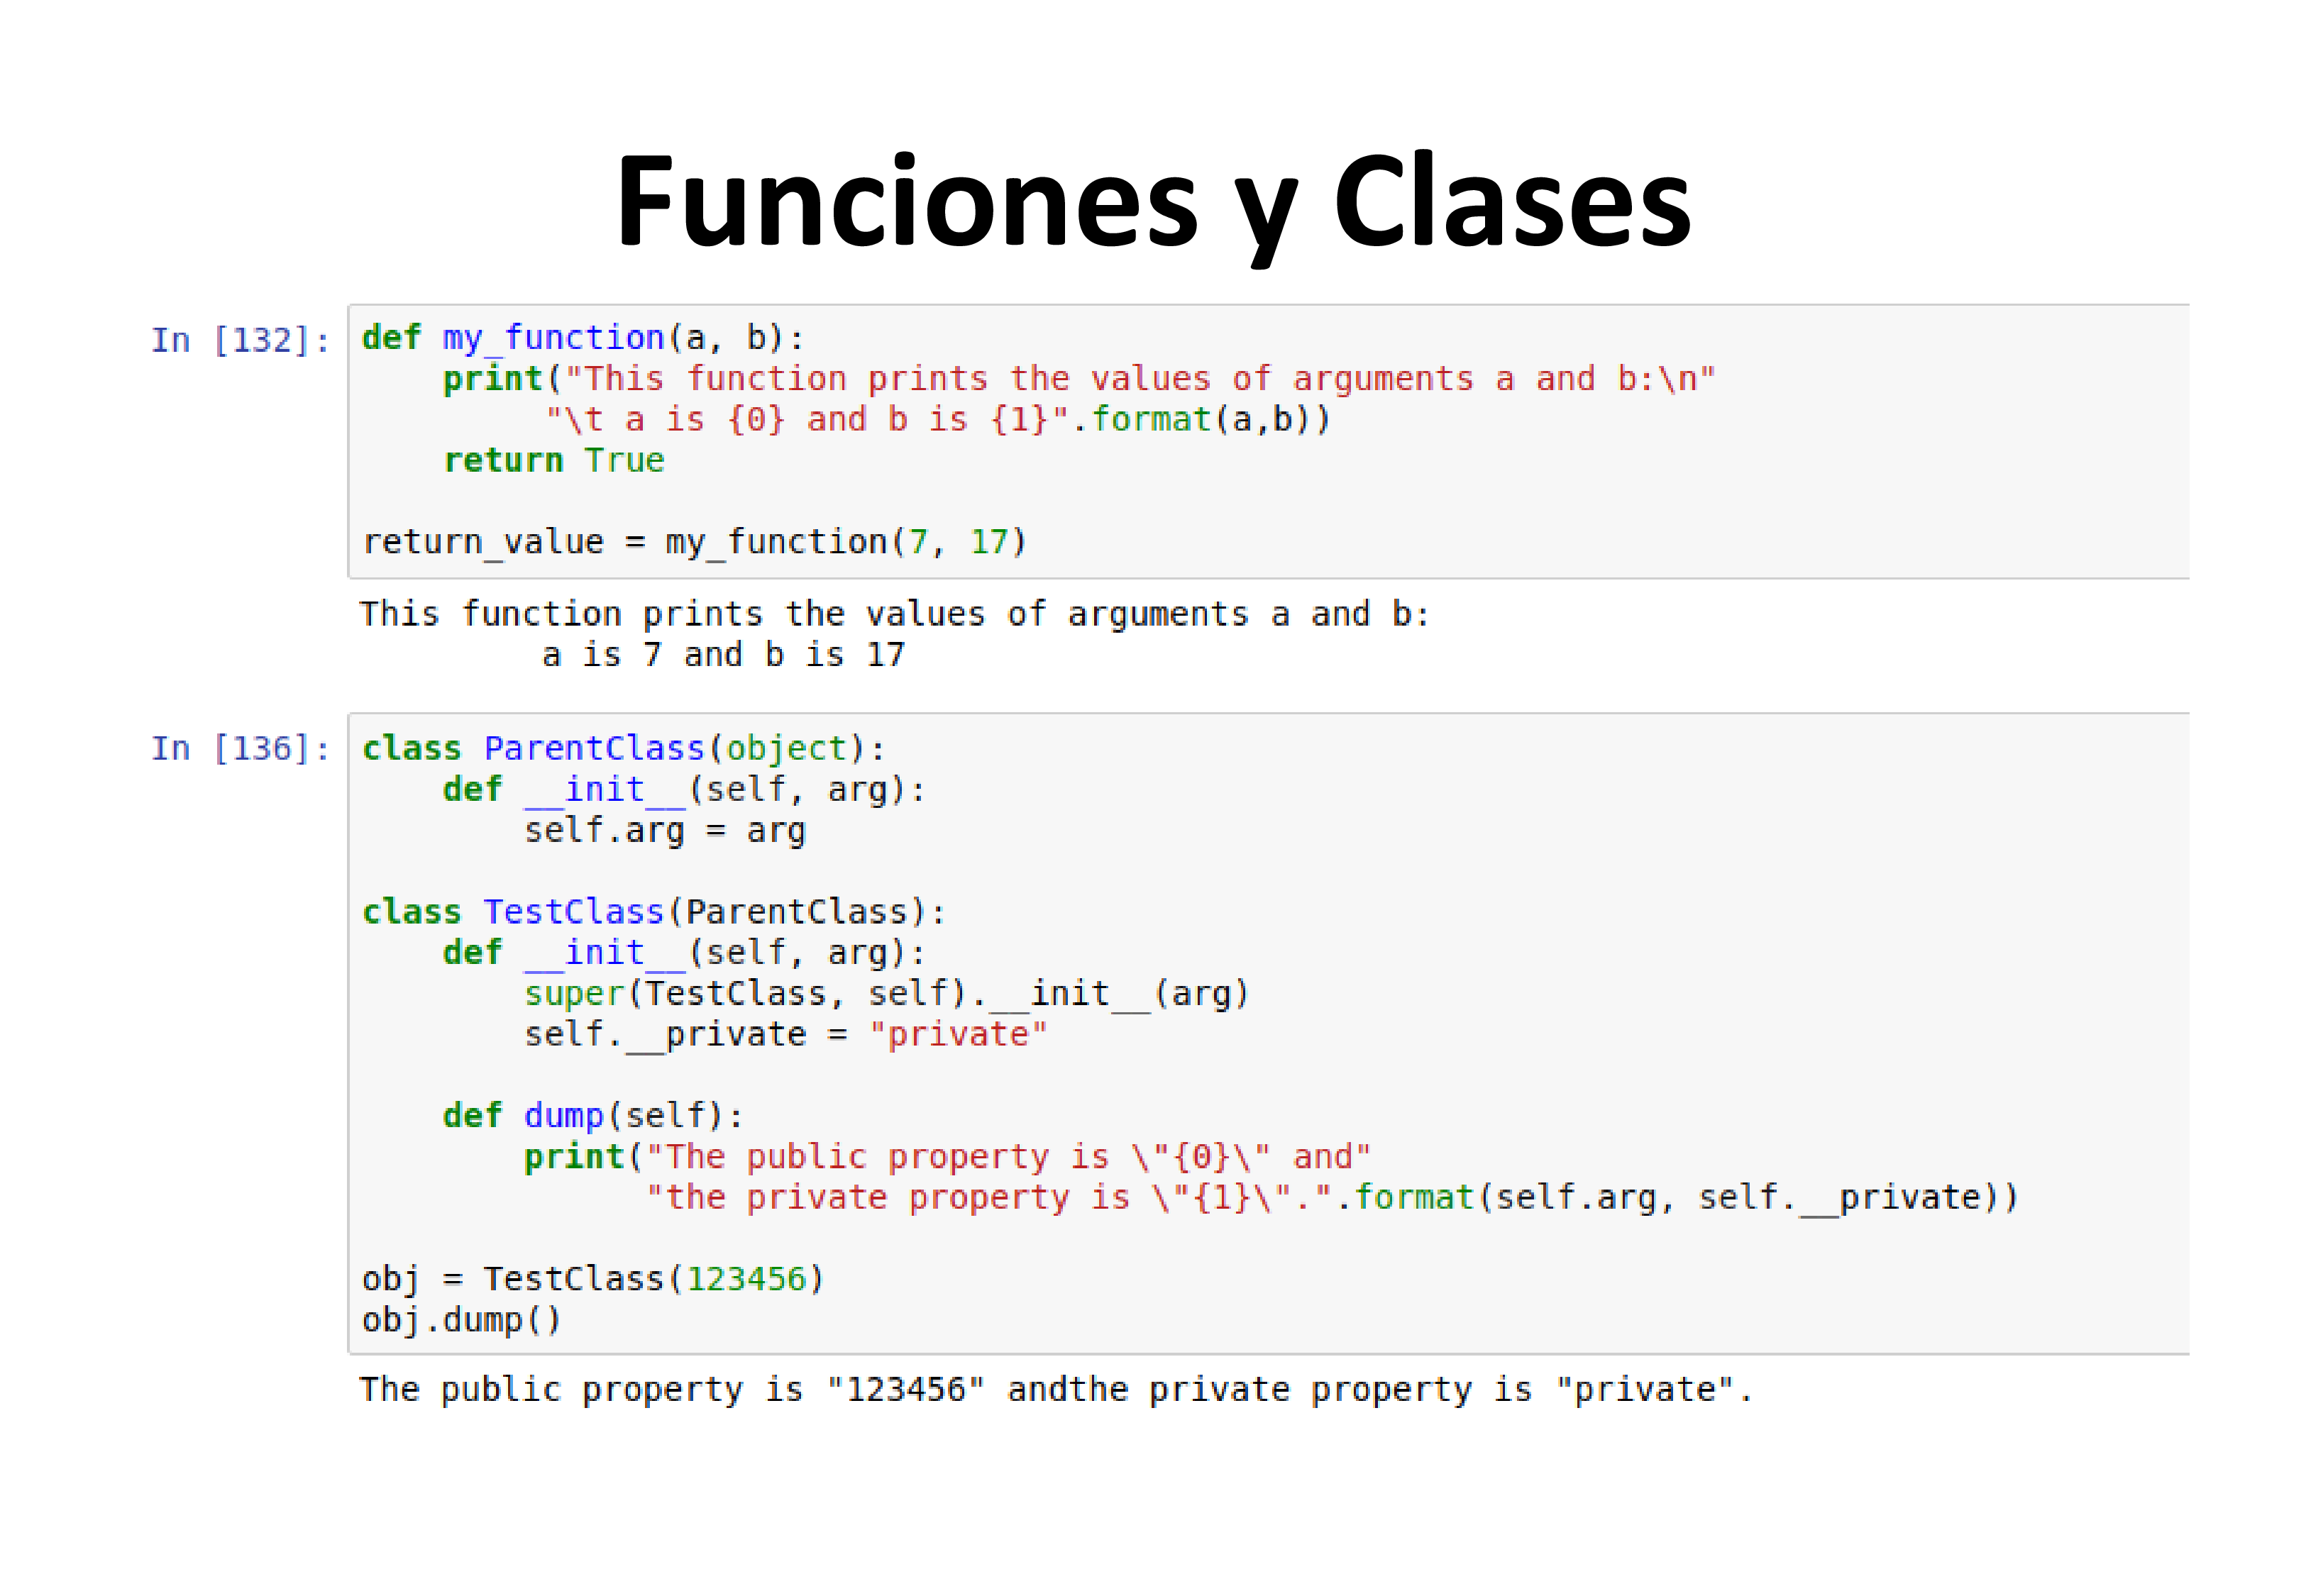 Funciones y Clases
In [132]: def my_function(a, b):
    print("This function prints the values of arguments a and b:\n"
         "\t a is {0} and b is {1}".format(a,b))
    return True
return_value = my_function(7, 17)
This function prints the values of arguments a and b:
         a is 7 and b is 17
In [136]: class ParentClass(object):
    def __init__(self, arg):
        self.arg = arg
class TestClass(ParentClass):
    def __init__(self, arg):
        super(TestClass, self).__init__(arg)
        self.__private = "private"
    def dump(self):
        print("The public property is \"{0}\" and"
              "the private property is \"{1}\".".format(self.arg, self.__private))
obj = TestClass(123456)
obj.dump()
The public property is "123456" andthe private property is "private".